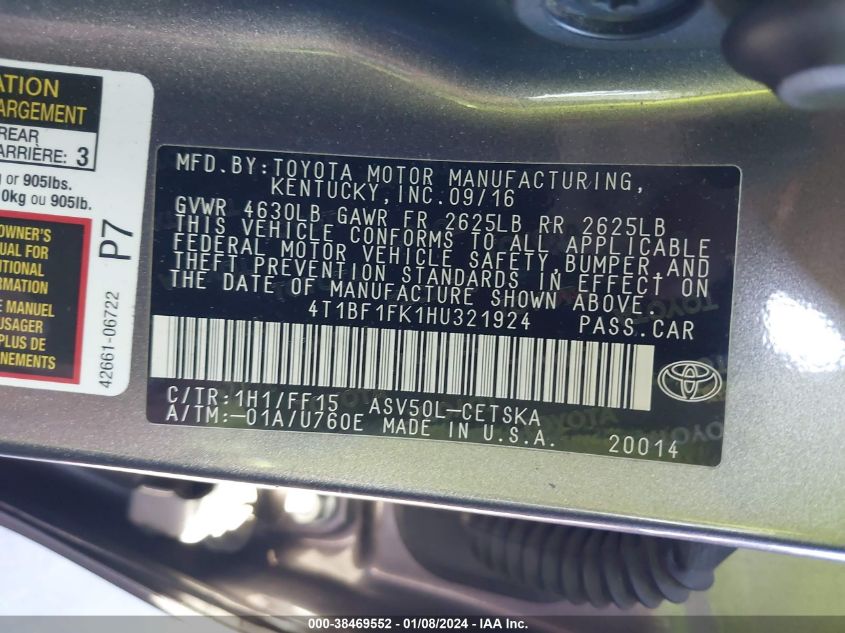 ATION
ARGEMENT
REAR
ARRIÈRE: 3
g or 905lbs.
0kg ou 905lb.
OWNER'S
UAL FOR
ITIONAL
RMATION
E MANUEL
USAGER
PLUS DE
NEMENTS
P7
42661-06722
MFD.BY:TOYOTA MOTOR MANUFACTURING,
KENTUCKY,INC.09/16
GVWR 4630LB GAWR FR 2625LB RR 2625LB
THIS VEHICLE CONFORMS TO ALL APPLICABLE
FEDERAL MOTOR VEHICLE SAFETY,BUMPER,AND
THEFT PREVENTION STANDARDS IN EFFECT ON
THE DATE OF MANUFACTURE SHOWN ABOVE.
4T1BF1FK1HU321924 PASS.CAR
C/TR:1H1/FF15 ASV50L-CETSKA
A/TM:-01A/U760E MADE IN U.S.A. 20014
000-38469552 - 01/08/2024 - IAA Inc.